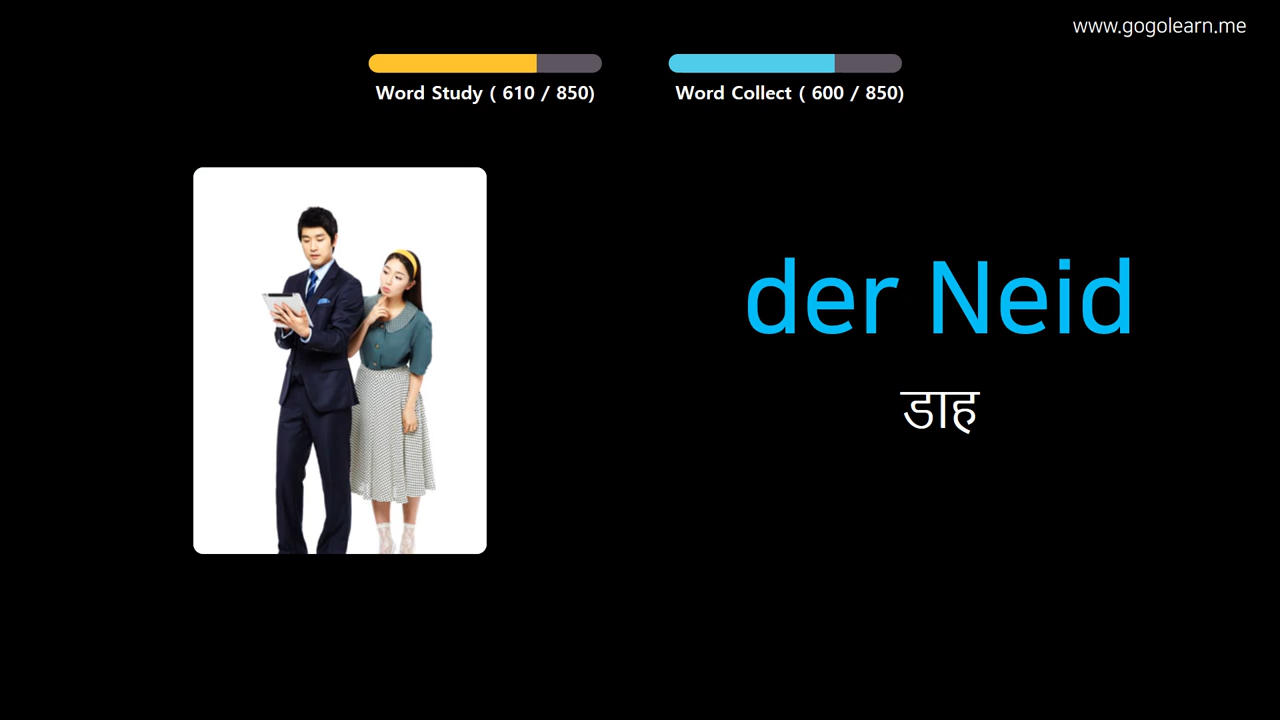 www.gogolearn.me
Word Study ( 610 / 850)
Word Collect ( 600 / 850)
der Neid
डाह